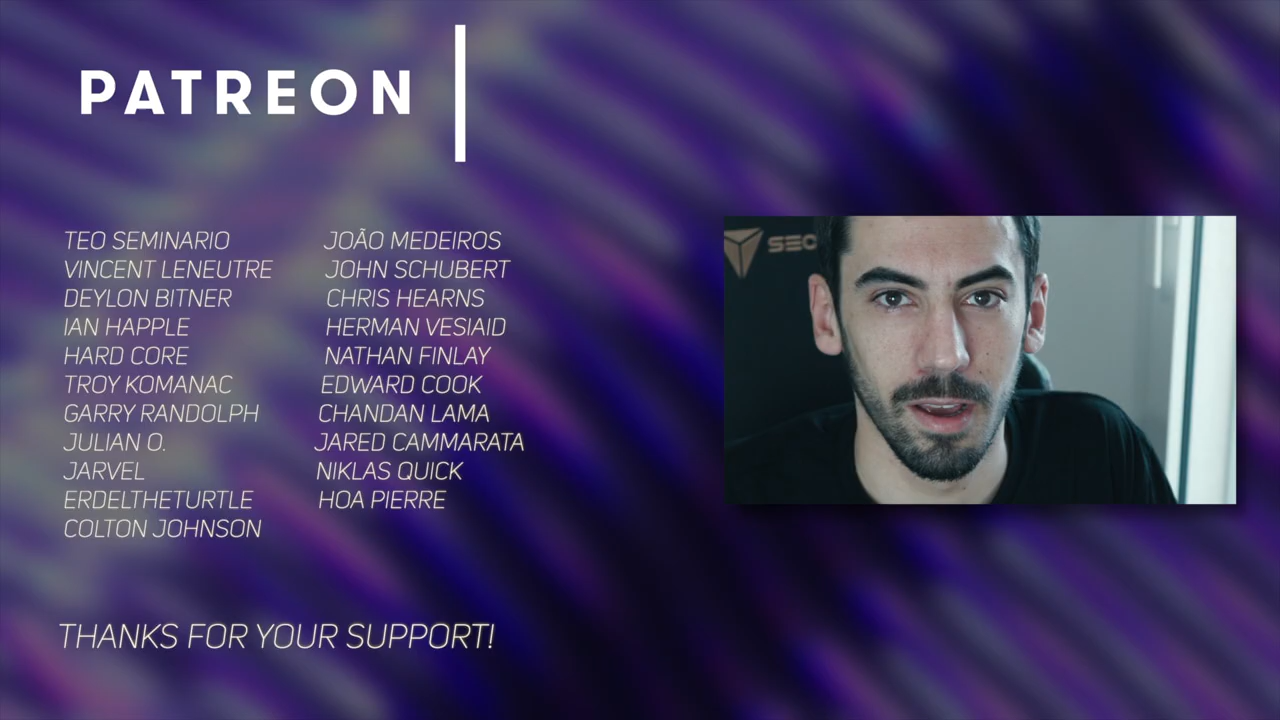 PATREON
TEO SEMINARIO
VINCENT LENEUTRE
DEYLON BITNER
IAN HAPPLE
HARD CORE
TROY KOMANAC
GARRY RANDOLPH
JULIAN O.
JARVEL
ERDELTHETURTLE
COLTON JOHNSON
JOÃO MEDEIROS
JOHN SCHUBERT
CHRIS HEARNS
HERMAN VESIAID
NATHAN FINLAY
EDWARD COOK
CHANDAN LAMA
JARED CAMMARATA
NIKLAS QUICK
HOA PIERRE
THANKS FOR YOUR SUPPORT!
SEC